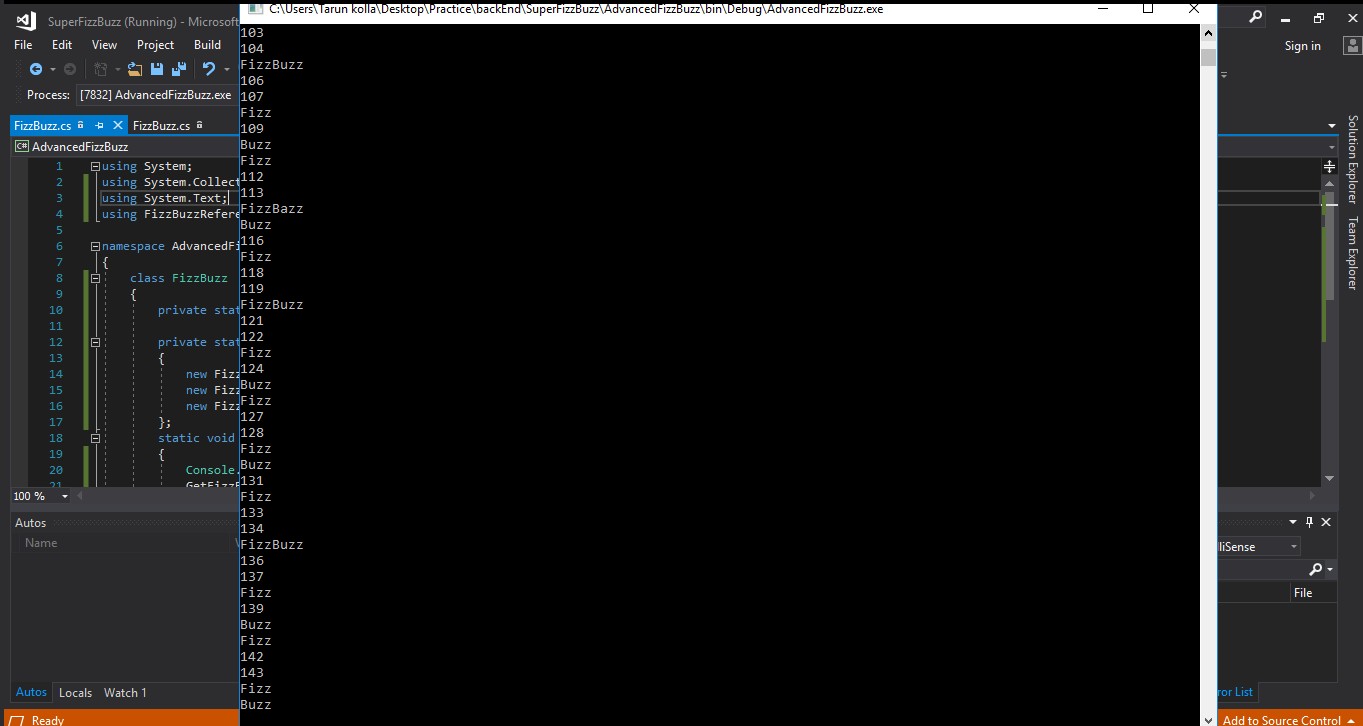 SuperFizzBuzz (Running) - Microsoft
C:\Users\Tarun kolla\Desktop\Practice\backEnd\SuperFizzBuzz\AdvancedFizzBuzz\bin\Debug\AdvancedFizzBuzz.exe
File Edit View Project Build
Sign in
Process: [7832] AdvancedFizzBuzz.exe
FizzBuzz.cs FizzBuzz.cs
C# AdvancedFizzBuzz
1 using System;
2 using System.Collect
3 using System.Text;
4 using FizzBuzzRefere
5
6 namespace AdvancedFi
7 {
8 class FizzBuzz
9 {
10 private stat
11
12 private stat
13 {
14 new Fizz
15 new Fizz
16 new Fizz
17 };
18 static void
19 {
20 Console.
21 GetFizzB
100 %
Autos
Name
Autos Locals Watch 1
Ready
103
104
FizzBuzz
106
107
Fizz
109
Buzz
Fizz
112
113
FizzBazz
Buzz
116
Fizz
118
119
FizzBuzz
121
122
Fizz
124
Buzz
Fizz
127
128
Fizz
Buzz
131
Fizz
133
134
FizzBuzz
136
137
Fizz
139
Buzz
Fizz
142
143
Fizz
Buzz
Solution Explorer
Team Explorer
lliSense
File
ror List
Add to Source Control